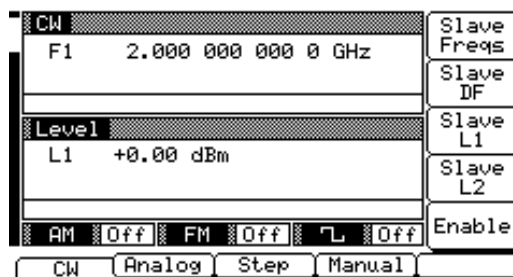 CW
F1 2.000 000 000 0 GHz
Level
L1 +0.00 dBm
AM Off FM Off Off
CW Analog Step Manual
Slave
Freqs
Slave
DF
Slave
L1
Slave
L2
Enable